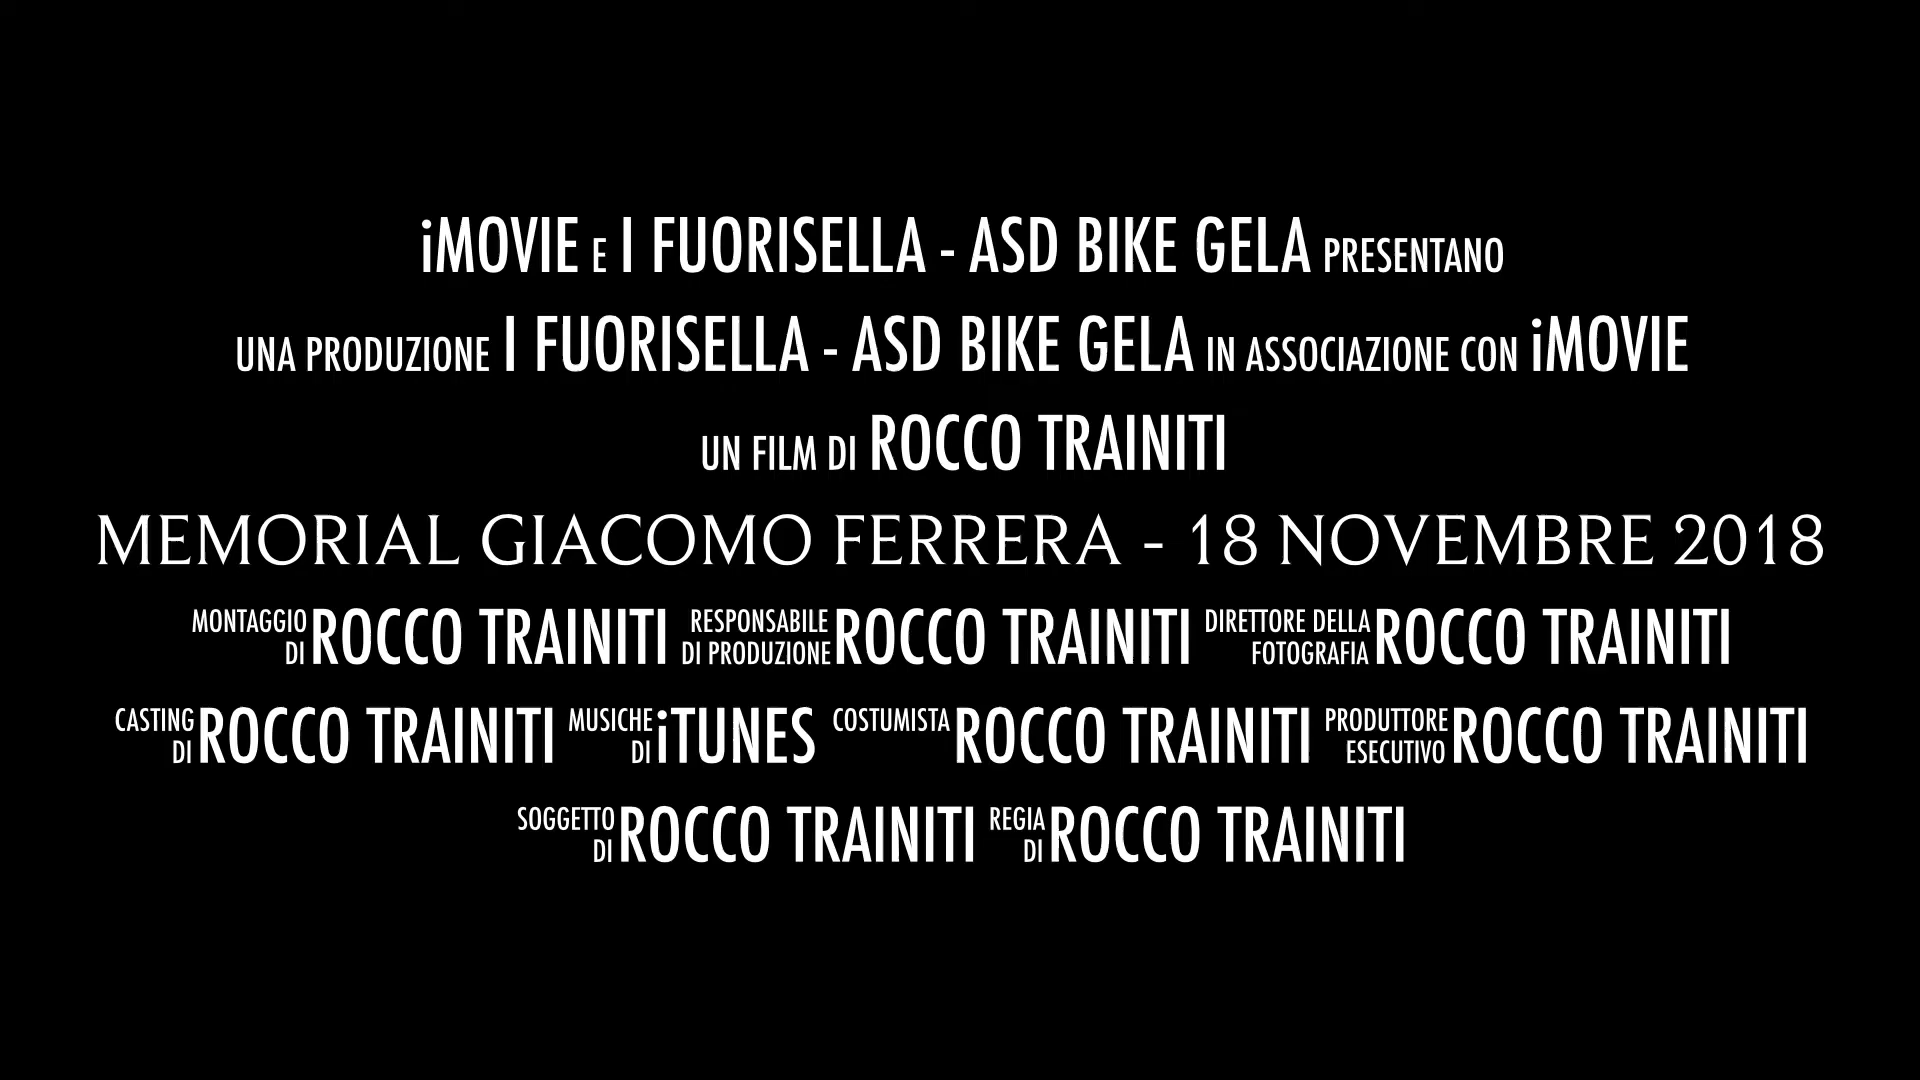 iMOVIE E I FUORISELLA - ASD BIKE GELA PRESENTANO
UNA PRODUZIONE I FUORISELLA - ASD BIKE GELA IN ASSOCIAZIONE CON iMOVIE
UN FILM DI ROCCO TRAINITI
MEMORIAL GIACOMO FERRERA - 18 NOVEMBRE 2018
MONTAGGIO DI ROCCO TRAINITI RESPONSABILE DI PRODUZIONE ROCCO TRAINITI DIRETTORE DELLA FOTOGRAFIA ROCCO TRAINITI
CASTING DI ROCCO TRAINITI MUSICHE DI iTUNES COSTUMISTA ROCCO TRAINITI PRODUTTORE ESECUTIVO ROCCO TRAINITI
SOGGETTO DI ROCCO TRAINITI REGIA DI ROCCO TRAINITI